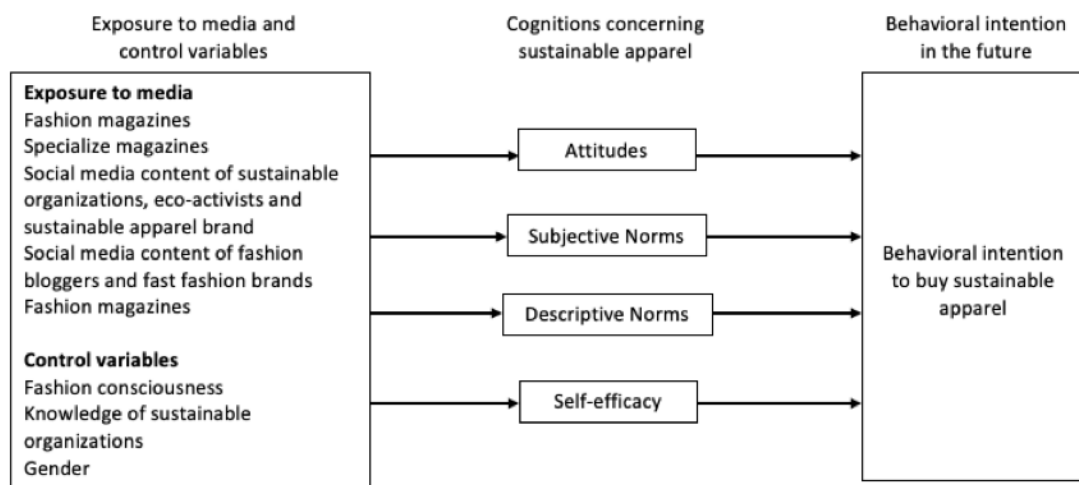 Exposure to media and
control variables
Cognitions concerning
sustainable apparel
Behavioral intention
in the future
Exposure to media
Fashion magazines
Specialize magazines
Social media content of sustainable
organizations, eco-activists and
sustainable apparel brand
Social media content of fashion
bloggers and fast fashion brands
Fashion magazines
Control variables
Fashion consciousness
Knowledge of sustainable
organizations
Gender
Attitudes
Subjective Norms
Descriptive Norms
Self-efficacy
Behavioral intention
to buy sustainable
apparel